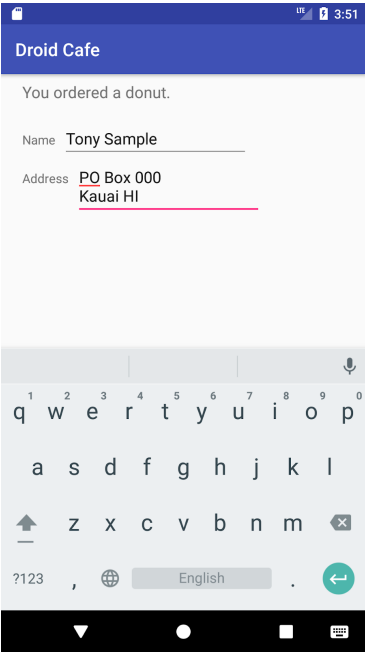 LTE 3:51
Droid Cafe
You ordered a donut.
Name Tony Sample
Address PO Box 000
Kauai HI
1 2 3 4 5 6 7 8 9 0
q w e r t y u i o p
a s d f g h j k l
z x c v b n m
?123 , English .